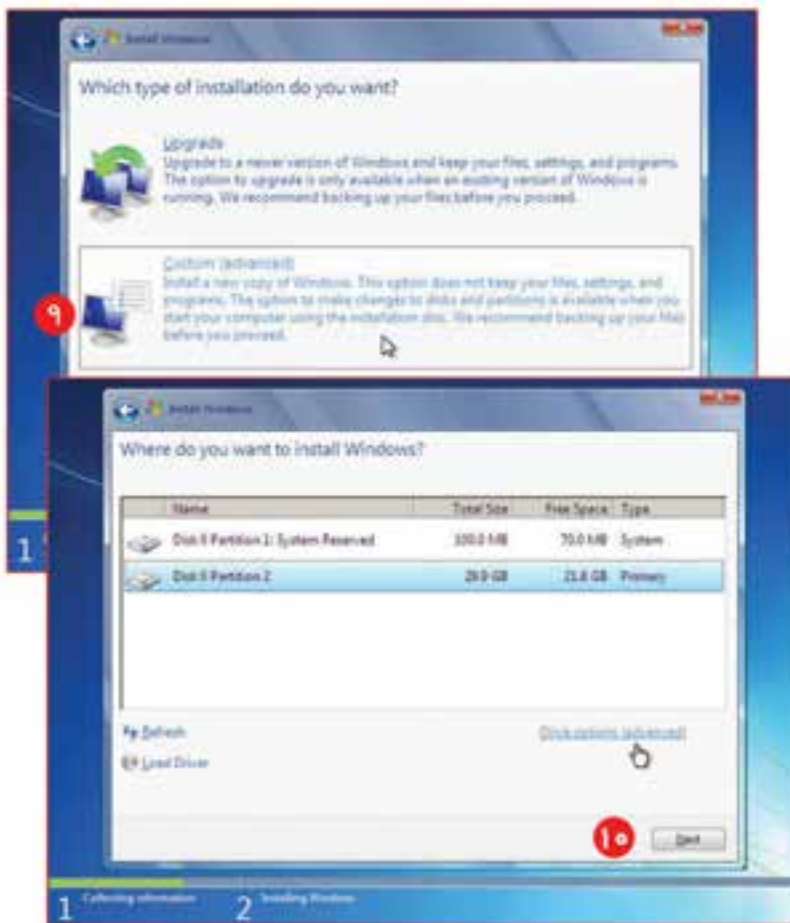 Install Windows
Which type of installation do you want?
Upgrade
Upgrade to a newer version of Windows and keep your files, settings, and programs.
The option to upgrade is only available when an existing version of Windows is
running. We recommend backing up your files before you proceed.
Custom (advanced)
Install a new copy of Windows. This option does not keep your files, settings, and
programs. The option to make changes to disks and partitions is available when you
start your computer using the installation disc. We recommend backing up your files
before you proceed.
۹
1
Install Windows
Where do you want to install Windows?
Name Total Size Free Space Type
Disk 0 Partition 1: System Reserved 100.0 MB 70.0 MB System
Disk 0 Partition 2 29.9 GB 21.8 GB Primary
Refresh
Drive options (advanced)
Load Driver
۱۰
Next
1 Collecting information 2 Installing Windows